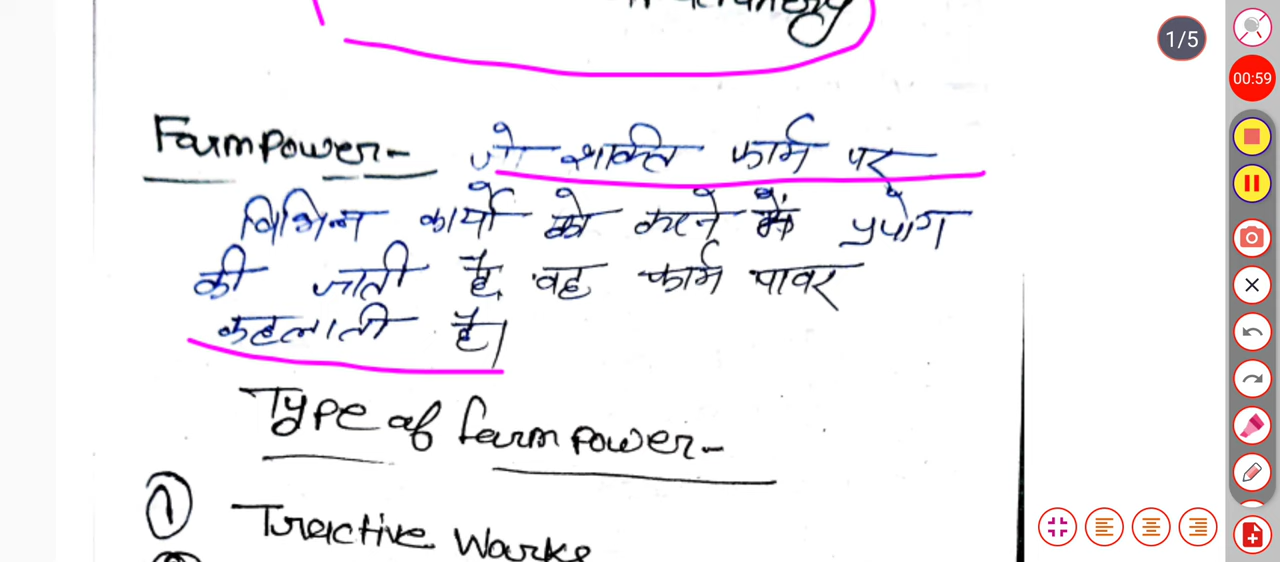 1/5
00:59
Farm Power- जो शक्ति फार्म पर
विभिन्न कार्यो को करने में प्रयोग
की जाती है, वह फार्म पावर
कहलाती है।
Type of farm power-
① Tractive Works